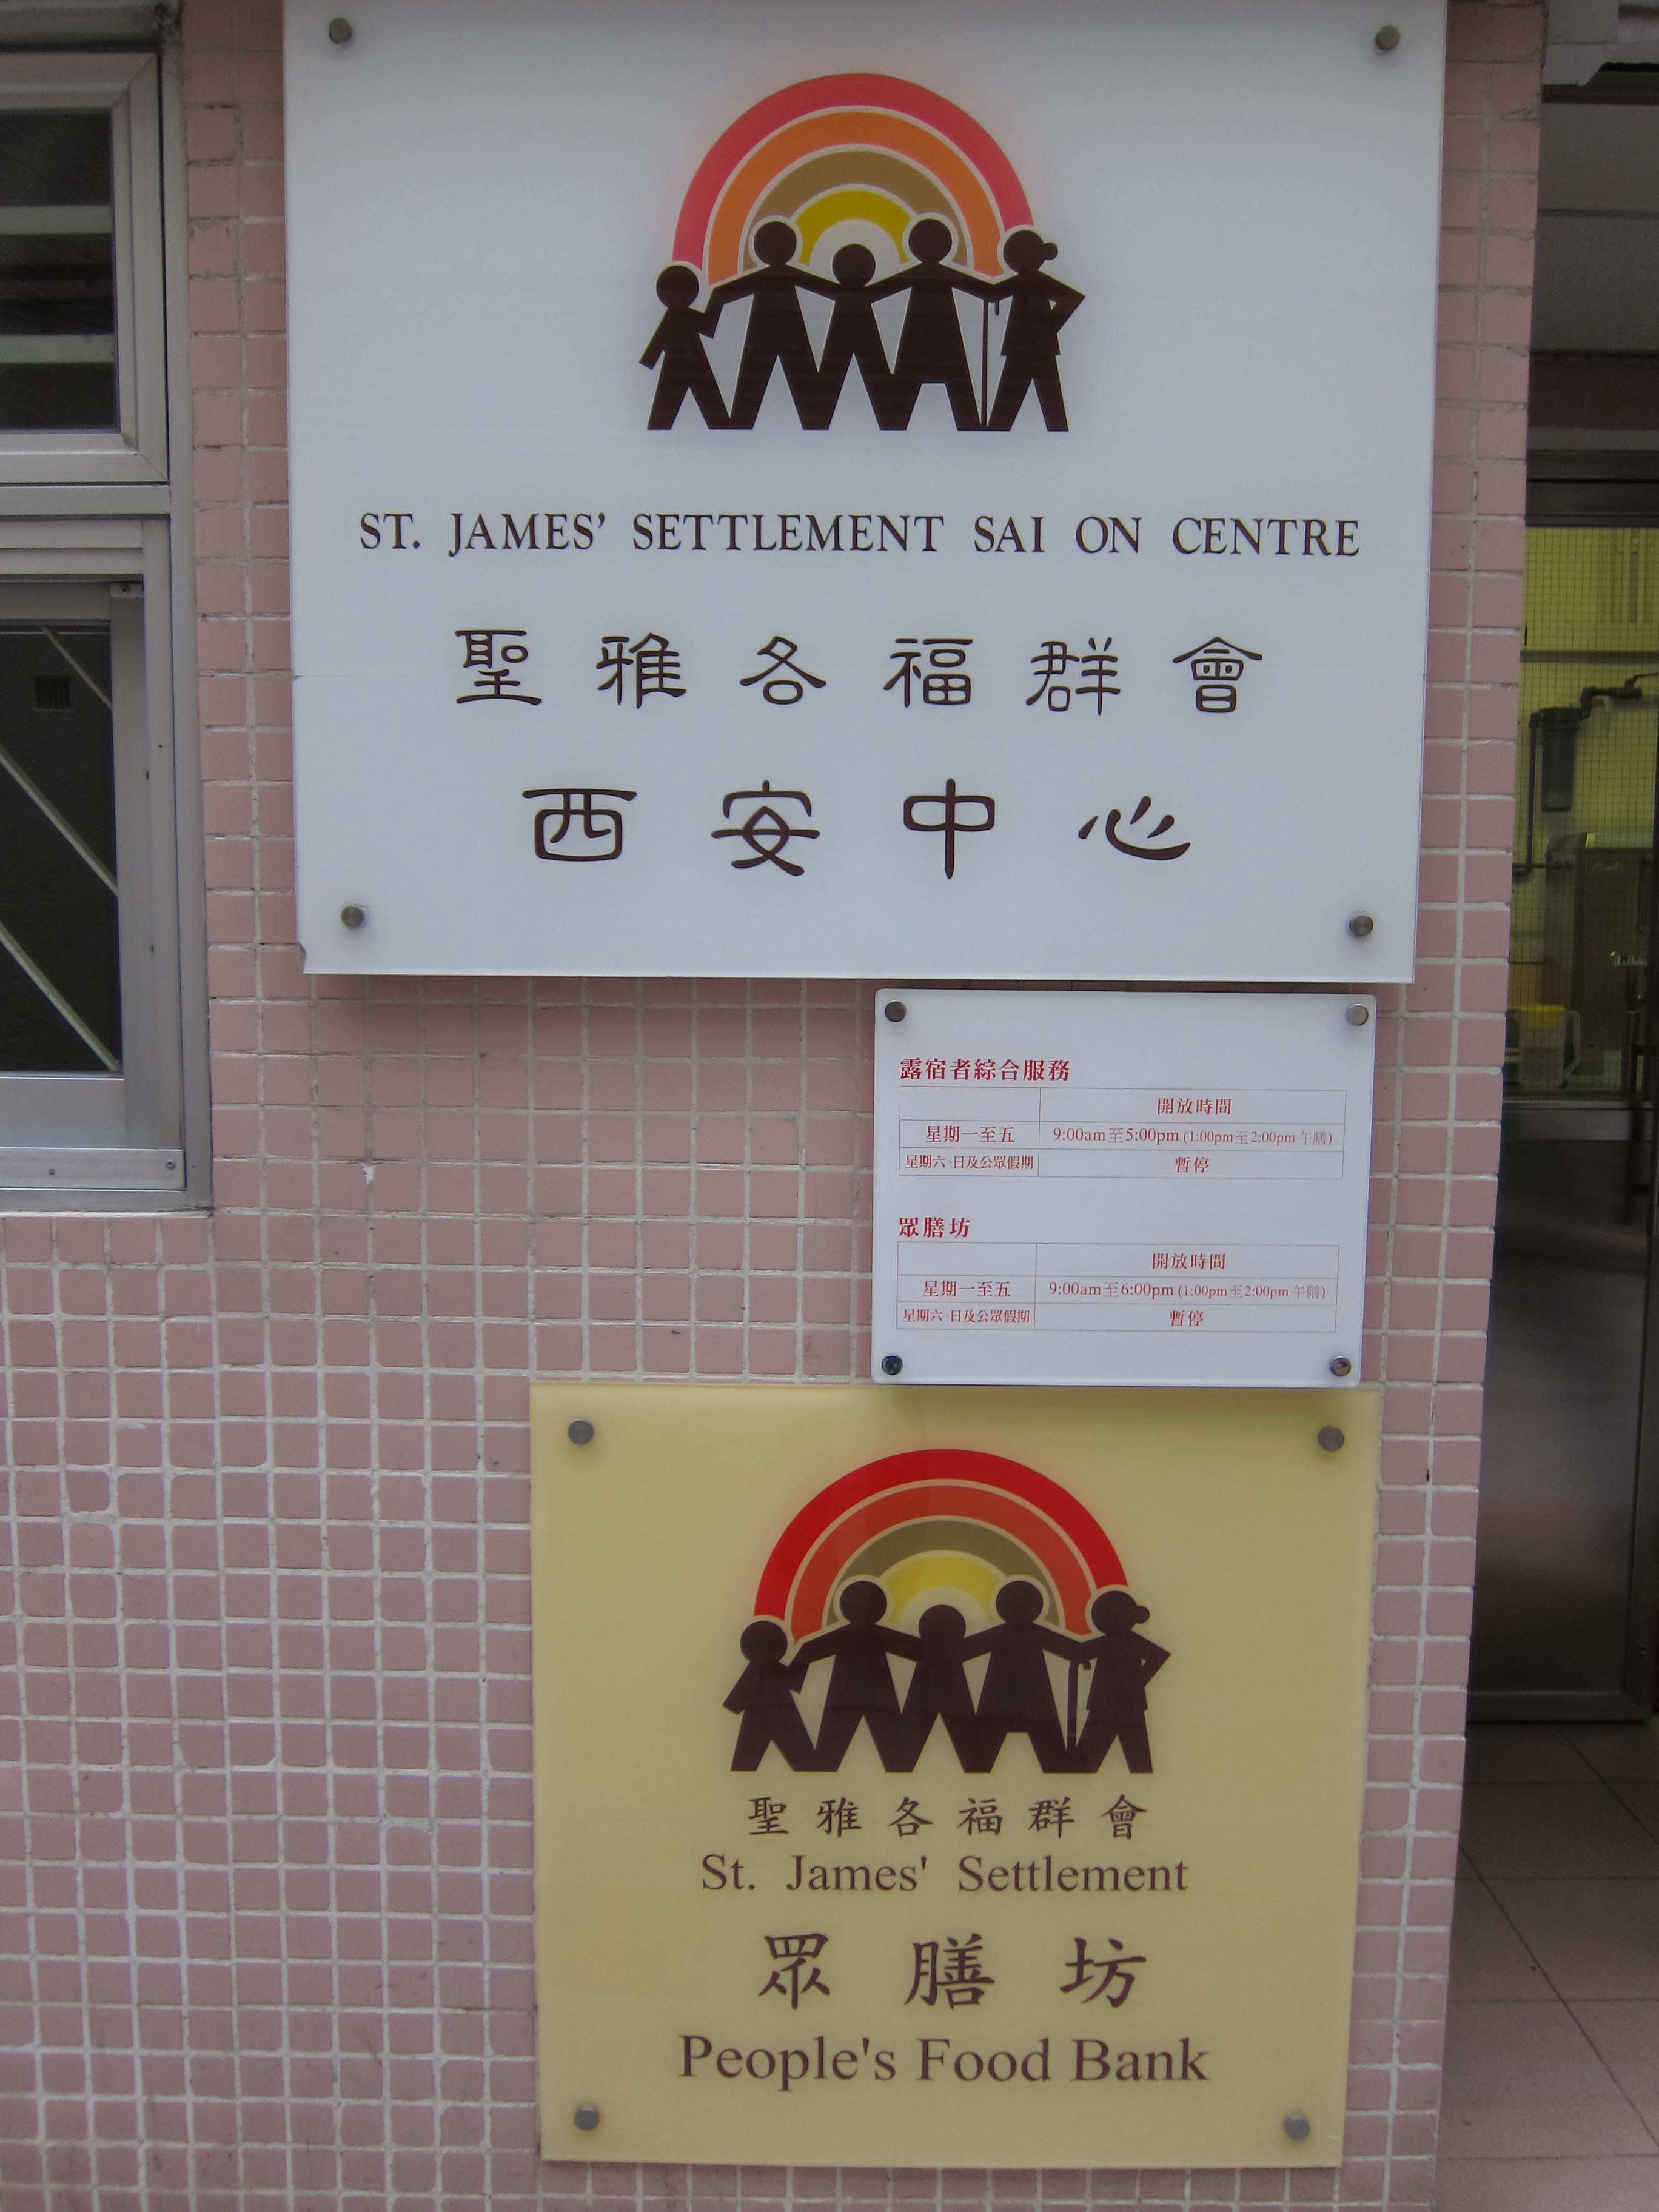 ST. JAMES' SETTLEMENT SAI ON CENTRE
聖雅各福群會
西安中心
露宿者綜合服務
開放時間
星期一至五 9:00am至5:00pm (1:00pm至2:00pm 午膳)
星期六、日及公眾假期 暫停
眾膳坊
開放時間
星期一至五 9:00am至6:00pm (1:00pm至2:00pm 午膳)
星期六、日及公眾假期 暫停
聖雅各福群會
St. James' Settlement
眾膳坊
People's Food Bank